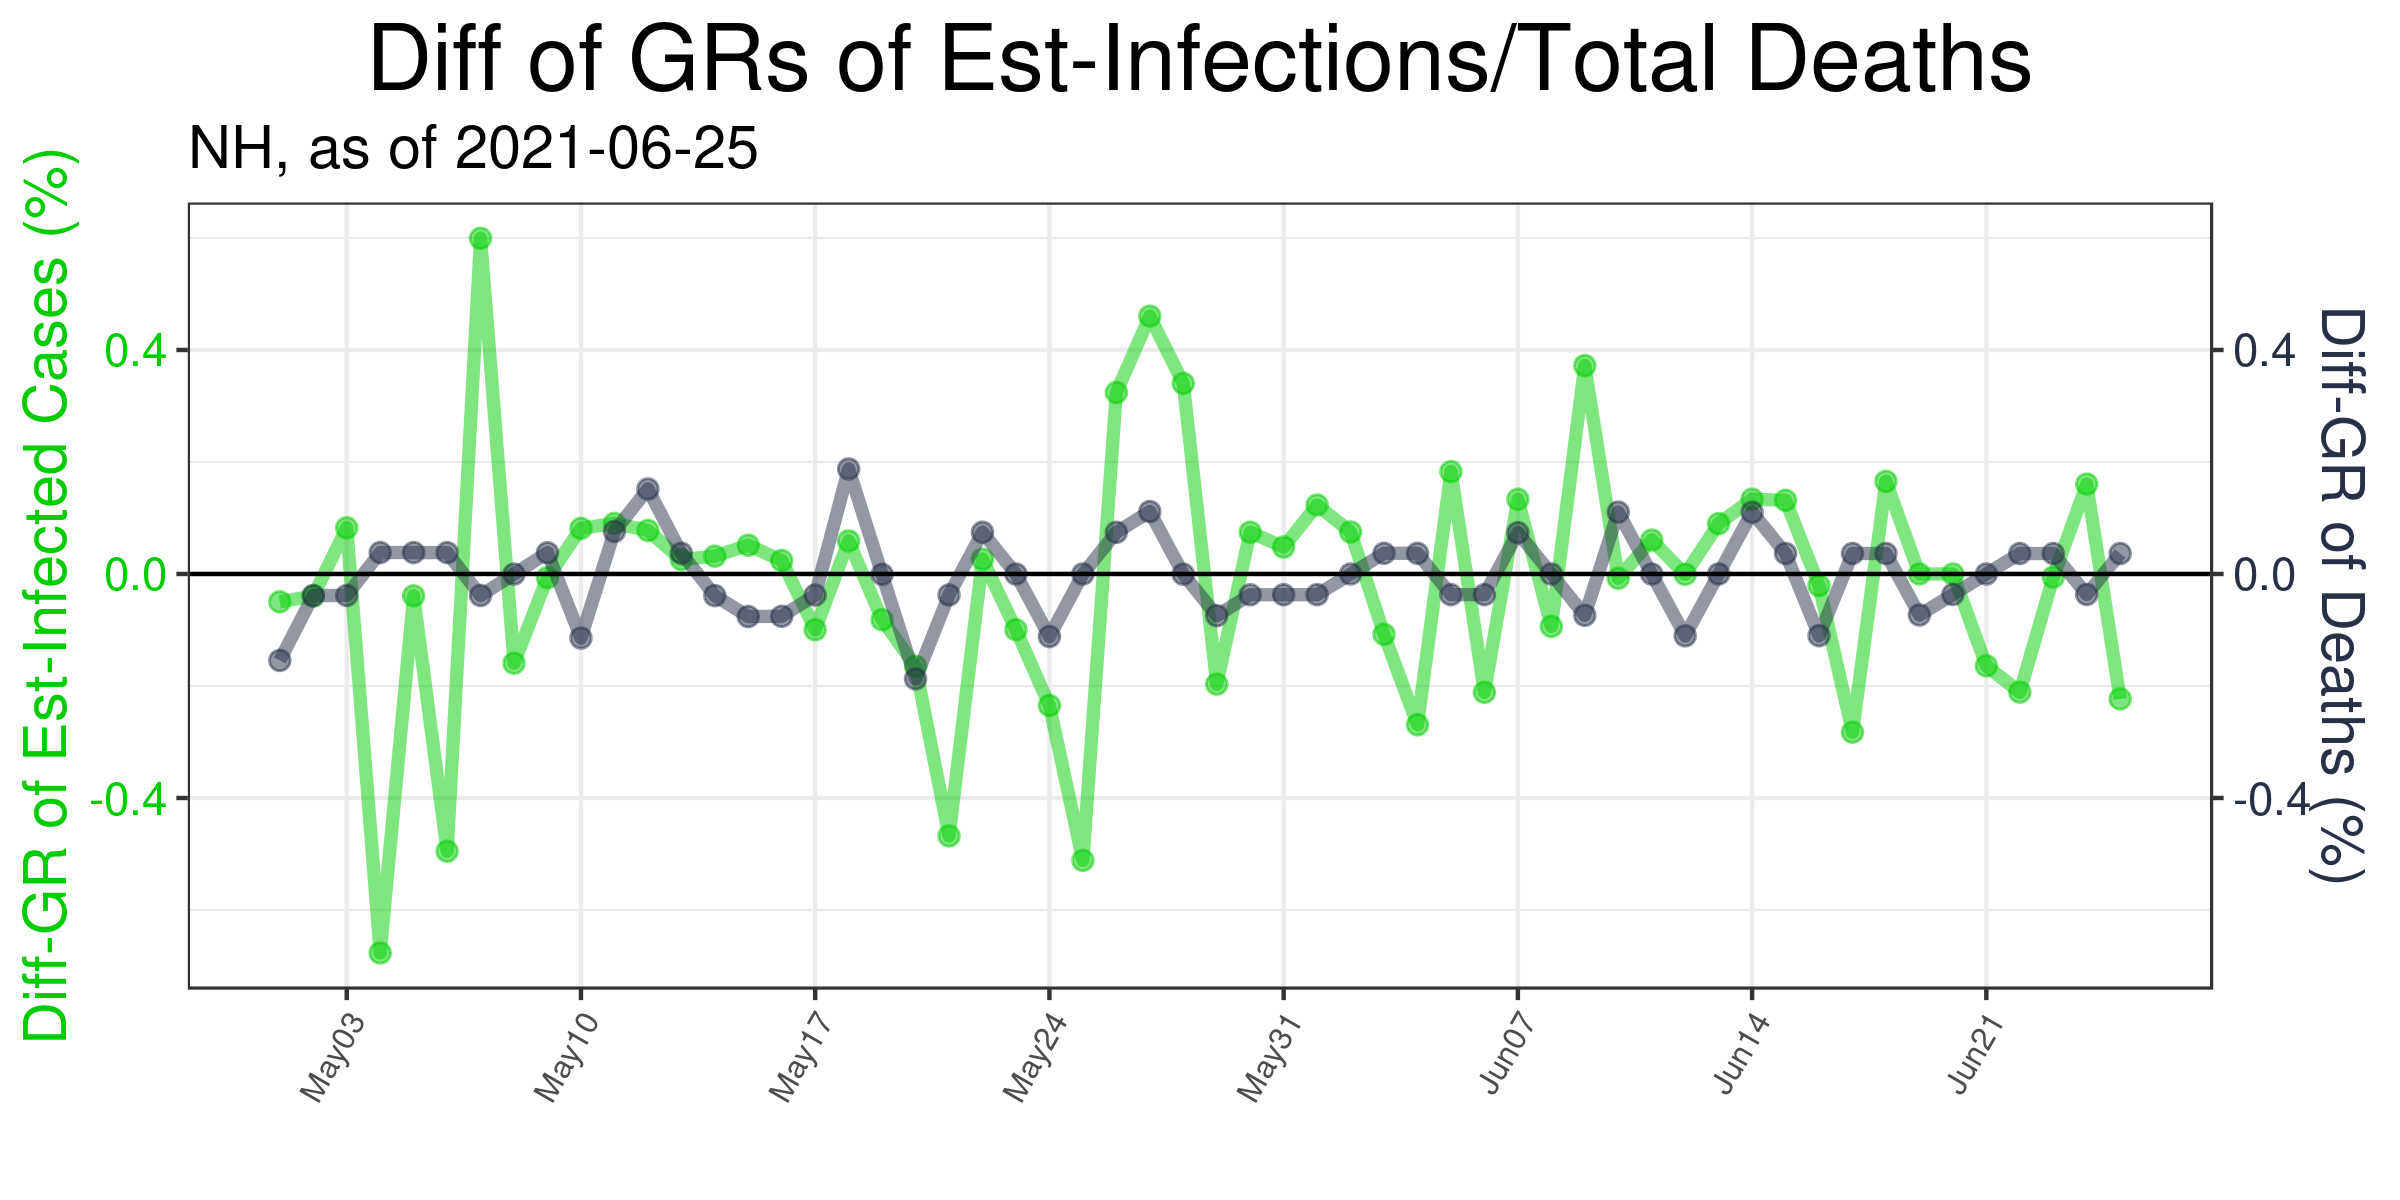 Diff of GRs of Est-Infections/Total Deaths
NH, as of 2021-06-25
Diff-GR of Est-Infected Cases (%)
0.4
0.0
-0.4
0.4
0.0
-0.4
Diff-GR of Deaths (%)
May03
May10
May17
May24
May31
Jun07
Jun14
Jun21